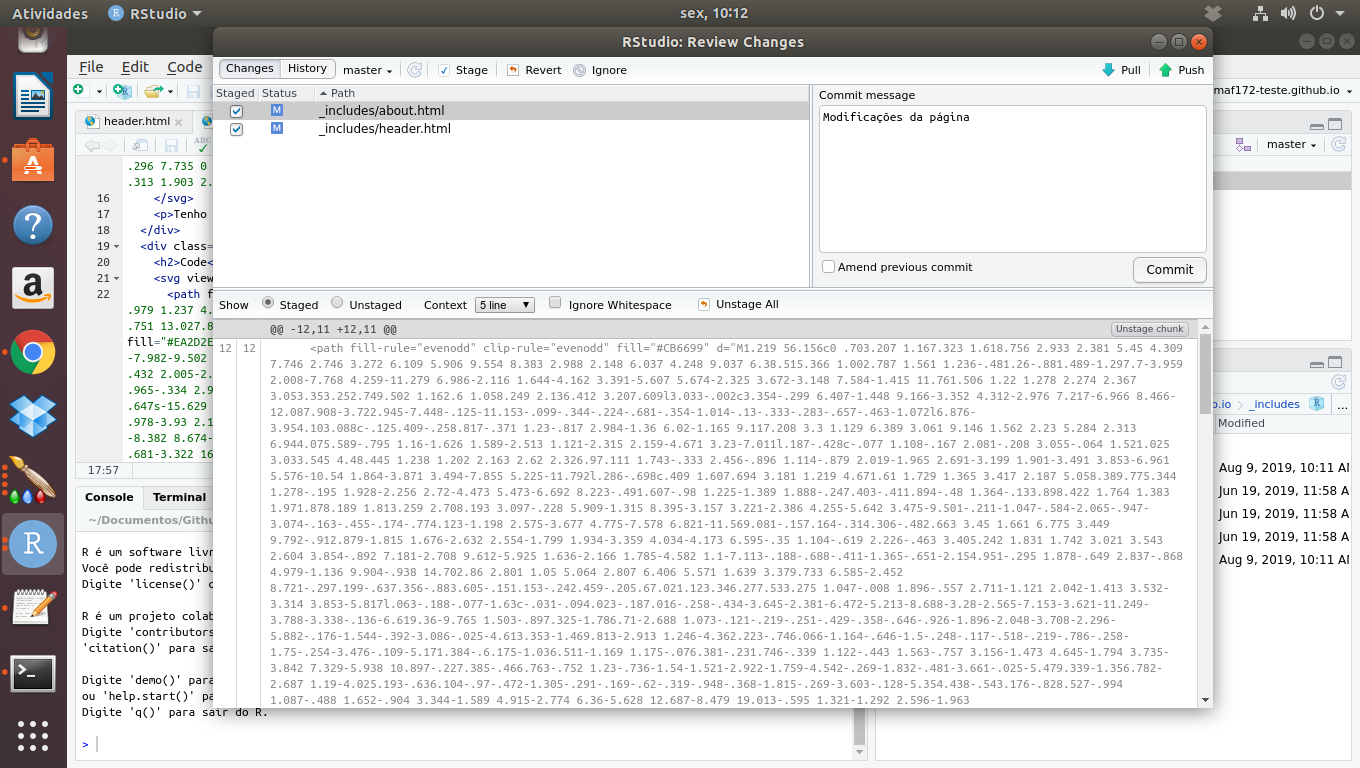 Atividades RStudio sex, 10:12
RStudio: Review Changes
File Edit Code
Changes History master Stage Revert Ignore Pull Push
maf172-teste.github.io
Staged Status Path
M _includes/about.html
M _includes/header.html
Commit message
Modificações da página
Amend previous commit
Commit
header.html
master
.296 7.735 0
.313 1.903 2.
16 </svg>
17 <p>Tenho
18 </div>
19 <div class=
20 <h2>Code<
21 <svg view
22 <path f
.979 1.237 4.
.751 13.027.8
fill="#EA2D2E
-7.982-9.502
.432 2.005-2.
.965-.334 2.9
.647s-15.629
.978-3.93 2.1
-8.382 8.674-
.681-3.322 16
17:57
Show Staged Unstaged Context 5 line Ignore Whitespace Unstage All
@@ -12,11 +12,11 @@ Unstage chunk
12 12 <path fill-rule="evenodd" clip-rule="evenodd" fill="#CB6699" d="M1.219 56.156c0 .703.207 1.167.323 1.618.756 2.933 2.381 5.45 4.309
7.746 2.746 3.272 6.109 5.906 9.554 8.383 2.988 2.148 6.037 4.248 9.037 6.38.515.366 1.002.787 1.561 1.236-.481.26-.881.489-1.297.7-3.959
2.008-7.768 4.259-11.279 6.986-2.116 1.644-4.162 3.391-5.607 5.674-2.325 3.672-3.148 7.584-1.415 11.761.506 1.22 1.278 2.274 2.367
3.053.353.252.749.502 1.162.6 1.058.249 2.136.412 3.207.609l3.033-.002c3.354-.299 6.407-1.448 9.166-3.352 4.312-2.976 7.217-6.966 8.466-
12.087.908-3.722.945-7.448-.125-11.153-.099-.344-.224-.681-.354-1.014-.13-.333-.283-.657-.463-1.072l6.876-
3.954.103.088c-.125.409-.258.817-.371 1.23-.817 2.984-1.36 6.02-1.165 9.117.208 3.3 1.129 6.389 3.061 9.146 1.562 2.23 5.284 2.313
6.944.075.589-.795 1.16-1.626 1.589-2.513 1.121-2.315 2.159-4.671 3.23-7.011l.187-.428c-.077 1.108-.167 2.081-.208 3.055-.064 1.521.025
3.033.545 4.48.445 1.238 1.202 2.163 2.62 2.326.97.111 1.743-.333 2.456-.896 1.114-.879 2.019-1.965 2.691-3.199 1.901-3.491 3.853-6.961
5.576-10.54 1.864-3.871 3.494-7.855 5.225-11.792l.286-.698c.409 1.607.694 3.181 1.219 4.671.61 1.729 1.365 3.417 2.187 5.058.389.775.344
1.278-.195 1.928-2.256 2.72-4.473 5.473-6.692 8.223-.491.607-.98 1.225-1.389 1.888-.247.403-.411.894-.48 1.364-.133.898.422 1.764 1.383
1.971.878.189 1.813.259 2.708.193 3.097-.228 5.909-1.315 8.395-3.157 3.221-2.386 4.255-5.642 3.475-9.501-.211-1.047-.584-2.065-.947-
3.074-.163-.455-.174-.774.123-1.198 2.575-3.677 4.775-7.578 6.821-11.569.081-.157.164-.314.306-.482.663 3.45 1.661 6.775 3.449
9.792-.912.879-1.815 1.676-2.632 2.554-1.799 1.934-3.359 4.034-4.173 6.595-.35 1.104-.619 2.226-.463 3.405.242 1.831 1.742 3.021 3.543
2.604 3.854-.892 7.181-2.708 9.612-5.925 1.636-2.166 1.785-4.582 1.1-7.113-.188-.688-.411-1.365-.651-2.154.951-.295 1.878-.649 2.837-.868
4.979-1.136 9.904-.938 14.702.86 2.801 1.05 5.064 2.807 6.406 5.571 1.639 3.379.733 6.585-2.452
8.721-.297.199-.637.356-.883.605-.151.153-.242.459-.205.67.021.123.346.277.533.275 1.047-.008 1.896-.557 2.711-1.121 2.042-1.413 3.532-
3.314 3.853-5.817l.063-.188-.077-1.63c-.031-.094.023-.187.016-.258-.434-3.645-2.381-6.472-5.213-8.688-3.28-2.565-7.153-3.621-11.249-
3.788-3.338-.136-6.619.36-9.765 1.503-.897.325-1.786.71-2.688 1.073-.121-.219-.251-.429-.358-.646-.926-1.896-2.048-3.708-2.296-
5.882-.176-1.544-.392-3.086-.025-4.613.353-1.469.813-2.913 1.246-4.362.223-.746.066-1.164-.646-1.5-.248-.117-.518-.219-.786-.258-
1.75-.254-3.476-.109-5.171.384-.6.175-1.036.511-1.169 1.175-.076.381-.231.746-.339 1.122-.443 1.563-.757 3.156-1.473 4.645-1.794 3.735-
3.842 7.329-5.938 10.897-.227.385-.466.763-.752 1.23-.736-1.54-1.521-2.922-1.759-4.542-.269-1.832-.481-3.661-.025-5.479.339-1.356.782-
2.687 1.19-4.025.193-.636.104-.97-.472-1.305-.291-.169-.62-.319-.948-.368-1.815-.269-3.603-.128-5.354.438-.543.176-.828.527-.994
1.087-.488 1.652-.904 3.344-1.589 4.915-2.774 6.36-5.628 12.687-8.479 19.013-.595 1.321-1.292 2.596-1.963
Console Terminal
~/Documentos/Githu
R é um software livr
Você pode redistribu
Digite 'license()' o
R é um projeto colab
Digite 'contributors
'citation()' para sa
Digite 'demo()' para
ou 'help.start()' pa
Digite 'q()' para sair do R.
>
o.io _includes ...
Modified
Aug 9, 2019, 10:11 A
Jun 19, 2019, 11:58 A
Jun 19, 2019, 11:58 A
Jun 19, 2019, 11:58 A
Aug 9, 2019, 10:11 A